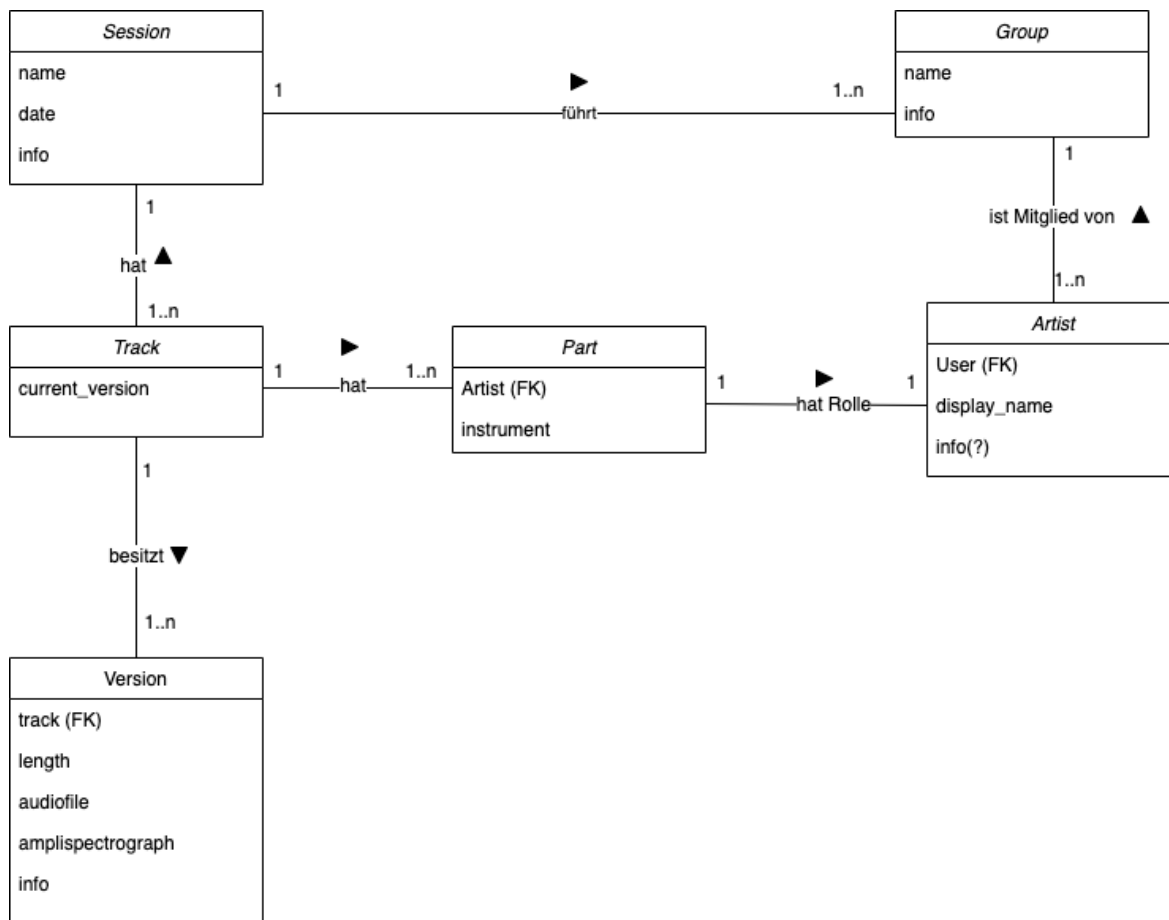 Session
name
date
info
1
führt
1..n
Group
name
info
1
hat
1..n
1
ist Mitglied von
1..n
Track
current_version
1
hat
1..n
Part
Artist (FK)
instrument
1
hat Rolle
1
Artist
User (FK)
display_name
info(?)
1
besitzt
1..n
Version
track (FK)
length
audiofile
amplispectrograph
info